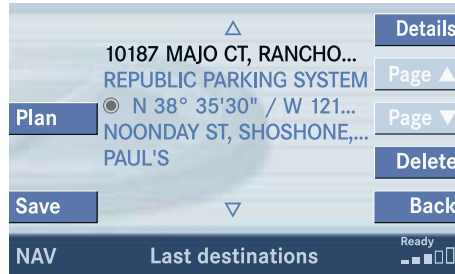 Details
10187 MAJO CT, RANCHO...
REPUBLIC PARKING SYSTEM
Page
N 38° 35'30" / W 121...
Plan
Page
NOONDAY ST, SHOSHONE,...
PAUL'S
Delete
Save
Back
NAV
Last destinations
Ready